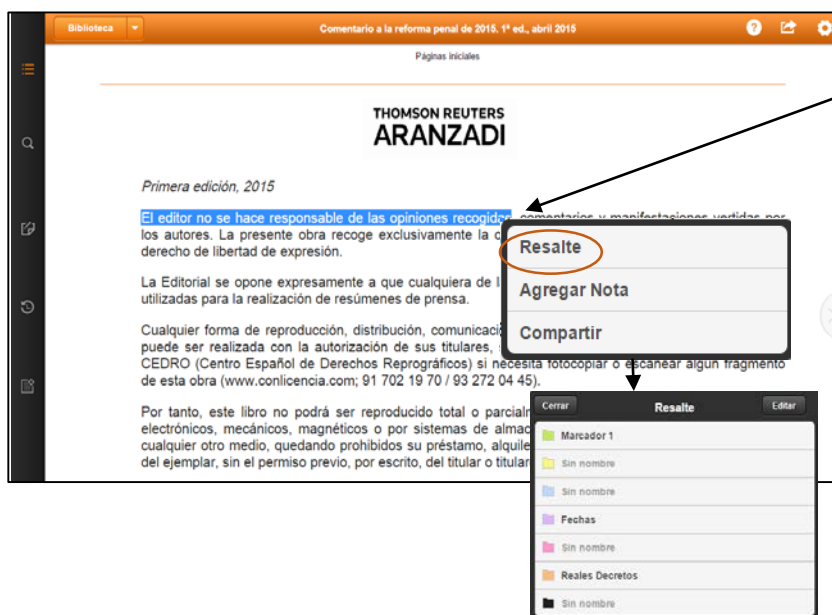 Biblioteca
Comentario a la reforma penal de 2015. 1ª ed., abril 2015
Páginas iniciales
THOMSON REUTERS
ARANZADI
Primera edición, 2015
El editor no se hace responsable de las opiniones recogidas, comentarios y manifestaciones vertidas por
los autores. La presente obra recoge exclusivamente la
derecho de libertad de expresión.
La Editorial se opone expresamente a que cualquiera de
utilizadas para la realización de resúmenes de prensa.
Cualquier forma de reproducción, distribución,
puede ser realizada con la autorización de sus titulares,
CEDRO (Centro Español de Derechos Reprográficos) si necesita fotocopiar o escanear algún fragmento
de esta obra (www.conlicencia.com; 91 702 19 70 / 93 272 04 45).
Por tanto, este libro no podrá ser reproducido total o
electrónicos, mecánicos, magnéticos o por sistemas de
cualquier otro medio, quedando prohibidos su préstamo,
del ejemplar, sin el permiso previo, por escrito, del titular o
Resalte
Agregar Nota
Compartir
Cerrar
Resalte
Editar
Marcador 1
Sin nombre
Sin nombre
Fechas
Sin nombre
Reales Decretos
Sin nombre